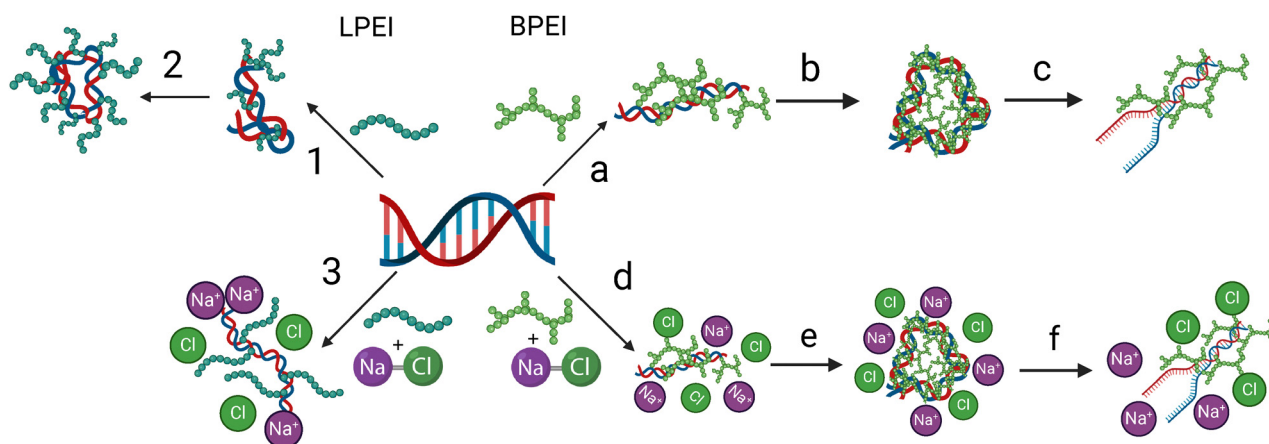 LPEI BPEI
2 b c
1 a
3 d
Na⁺ Na⁺
Cl Cl
+ +
Na Cl Na Cl
Cl
Na⁺
Cl Na⁺ Cl
Na⁺ Cl Na⁺
e
Cl Na⁺ Cl
Na⁺ Na⁺
Cl Cl
Na⁺
f
Cl Cl
Na⁺ Cl
Na⁺ Na⁺